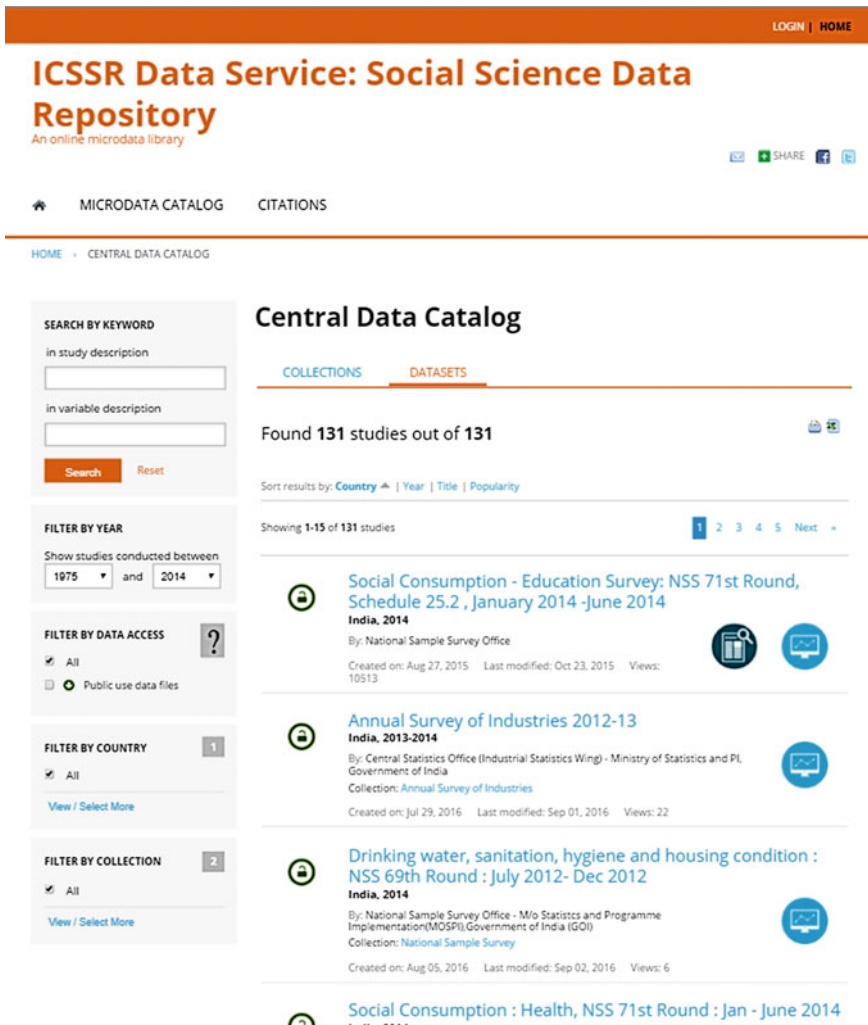 LOGIN | HOME
ICSSR Data Service: Social Science Data
Repository
An online microdata library
SHARE
MICRODATA CATALOG CITATIONS
HOME › CENTRAL DATA CATALOG
SEARCH BY KEYWORD
in study description
in variable description
Search Reset
FILTER BY YEAR
Show studies conducted between
1975 and 2014
FILTER BY DATA ACCESS ?
All
Public use data files
FILTER BY COUNTRY 1
All
View / Select More
FILTER BY COLLECTION 2
All
View / Select More
Central Data Catalog
COLLECTIONS DATASETS
Found 131 studies out of 131
Sort results by: Country | Year | Title | Popularity
Showing 1-15 of 131 studies 1 2 3 4 5 Next »
Social Consumption - Education Survey: NSS 71st Round,
Schedule 25.2 , January 2014 -June 2014
India, 2014
By: National Sample Survey Office
Created on: Aug 27, 2015 Last modified: Oct 23, 2015 Views:
10513
Annual Survey of Industries 2012-13
India, 2013-2014
By: Central Statistics Office (Industrial Statistics Wing) - Ministry of Statistics and PI,
Government of India
Collection: Annual Survey of Industries
Created on: Jul 29, 2016 Last modified: Sep 01, 2016 Views: 22
Drinking water, sanitation, hygiene and housing condition :
NSS 69th Round : July 2012- Dec 2012
India, 2014
By: National Sample Survey Office - M/o Statistcs and Programme
Implementation(MOSPI),Government of India (GOI)
Collection: National Sample Survey
Created on: Aug 05, 2016 Last modified: Sep 02, 2016 Views: 6
Social Consumption : Health, NSS 71st Round : Jan - June 2014